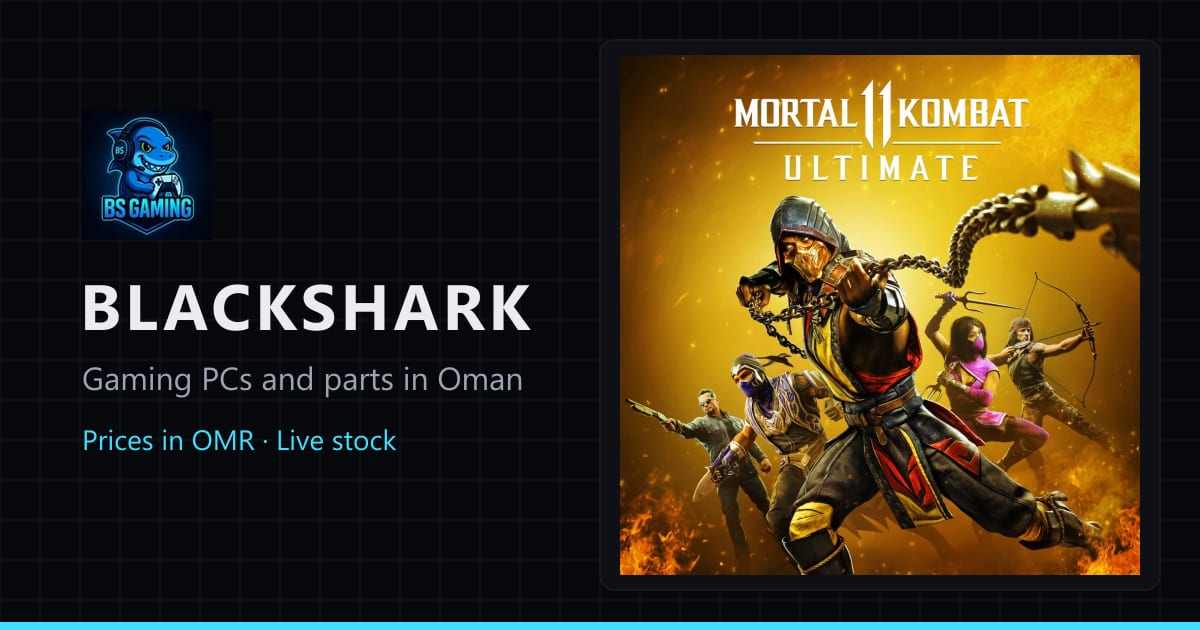 BS
BS GAMING
BLACKSHARK
Gaming PCs and parts in Oman
Prices in OMR · Live stock
MORTAL 11 KOMBAT
ULTIMATE